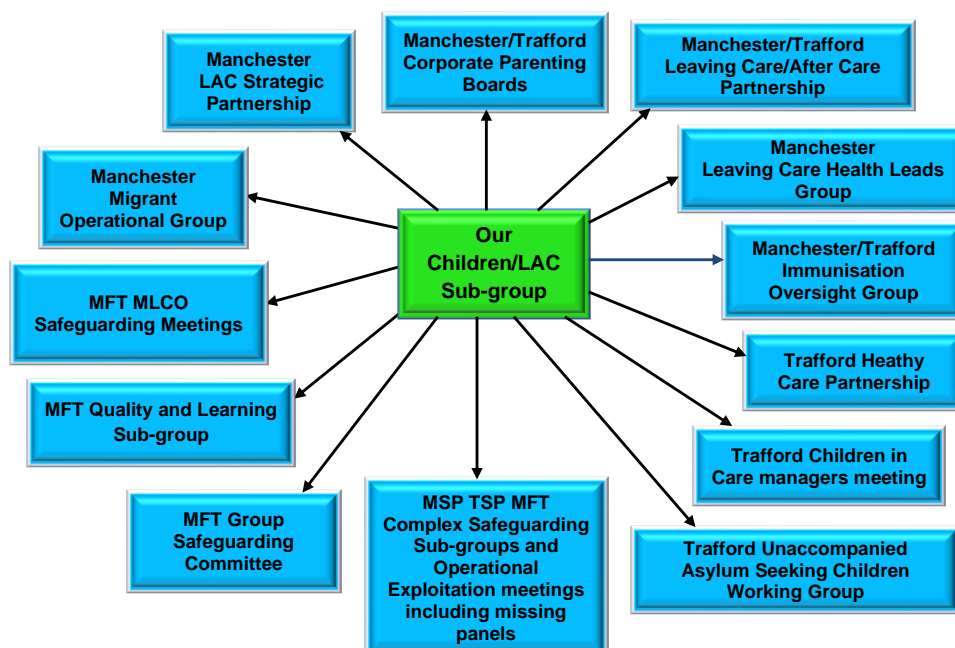 Manchester
LAC Strategic
Partnership
Manchester/Trafford
Corporate Parenting
Boards
Manchester/Trafford
Leaving Care/After Care
Partnership
Manchester
Leaving Care Health Leads
Group
Manchester
Migrant
Operational Group
Our
Children/LAC
Sub-group
Manchester/Trafford
Immunisation
Oversight Group
MFT MLCO
Safeguarding Meetings
Trafford Heathy
Care Partnership
MFT Quality and Learning
Sub-group
Trafford Children in
Care managers meeting
MFT Group
Safeguarding
Committee
MSP TSP MFT
Complex Safeguarding
Sub-groups and
Operational
Exploitation meetings
including missing
panels
Trafford Unaccompanied
Asylum Seeking Children
Working Group